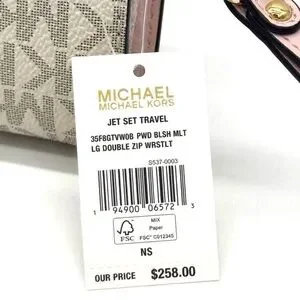 MICHAEL
MICHAEL KORS
JET SET TRAVEL
35F8GTVW0B PWD BLSH MLT
LG DOUBLE ZIP WRSTLT
S537-0003
1 94900 06572 3
FSC
MIX
Paper
FSC® C012345
NS
OUR PRICE $258.00